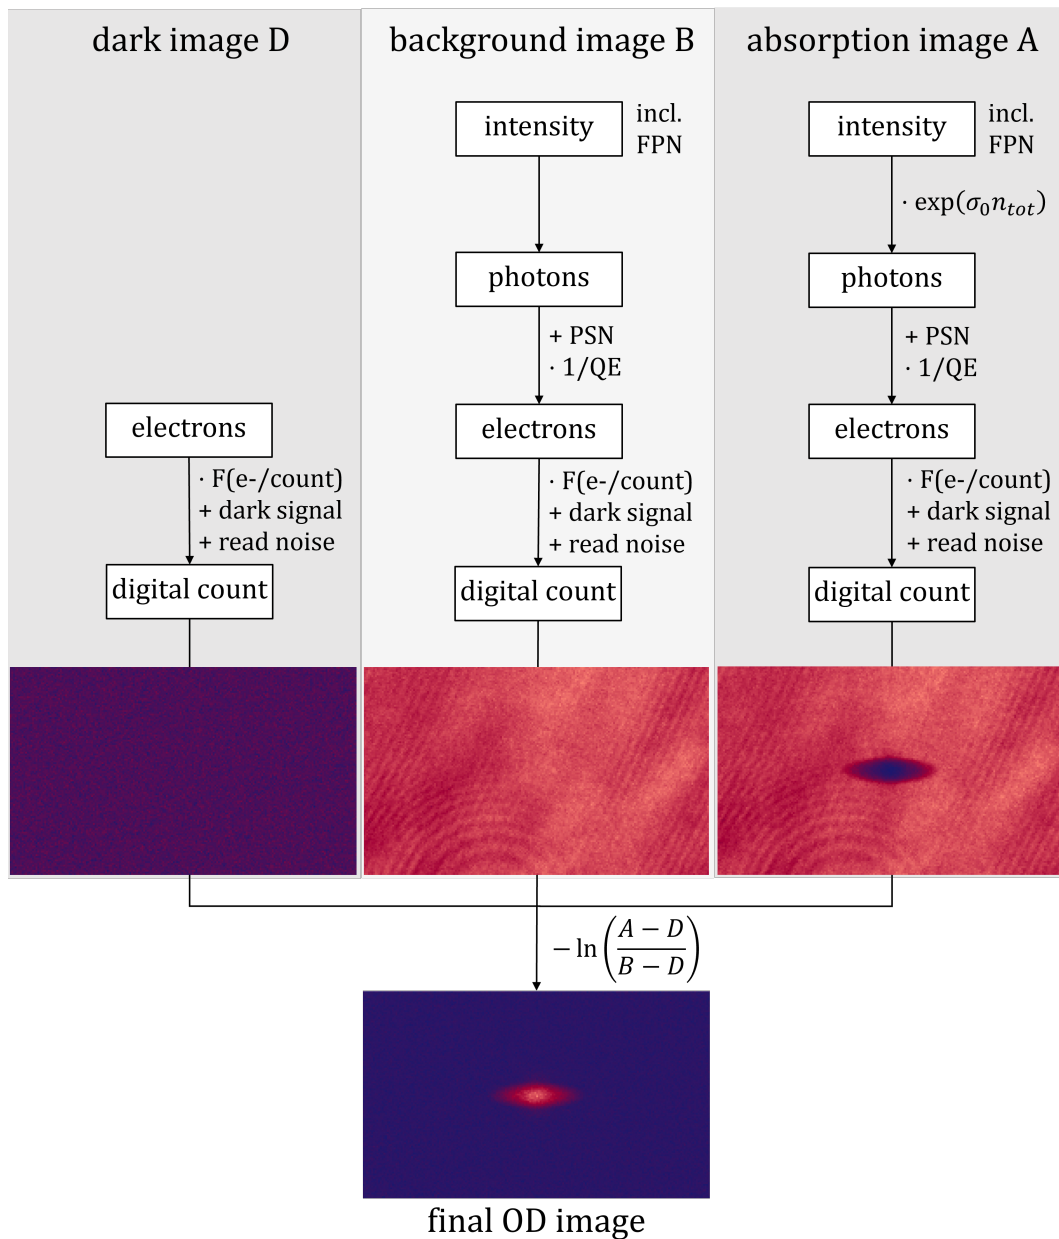 dark image D
electrons
· F(e-/count)
+ dark signal
+ read noise
digital count
background image B
intensity
incl.
FPN
photons
+ PSN
· 1/QE
electrons
· F(e-/count)
+ dark signal
+ read noise
digital count
absorption image A
intensity
incl.
FPN
· exp(σ₀n_{tot})
photons
+ PSN
· 1/QE
electrons
· F(e-/count)
+ dark signal
+ read noise
digital count
− ln((A − D)/(B − D))
final OD image